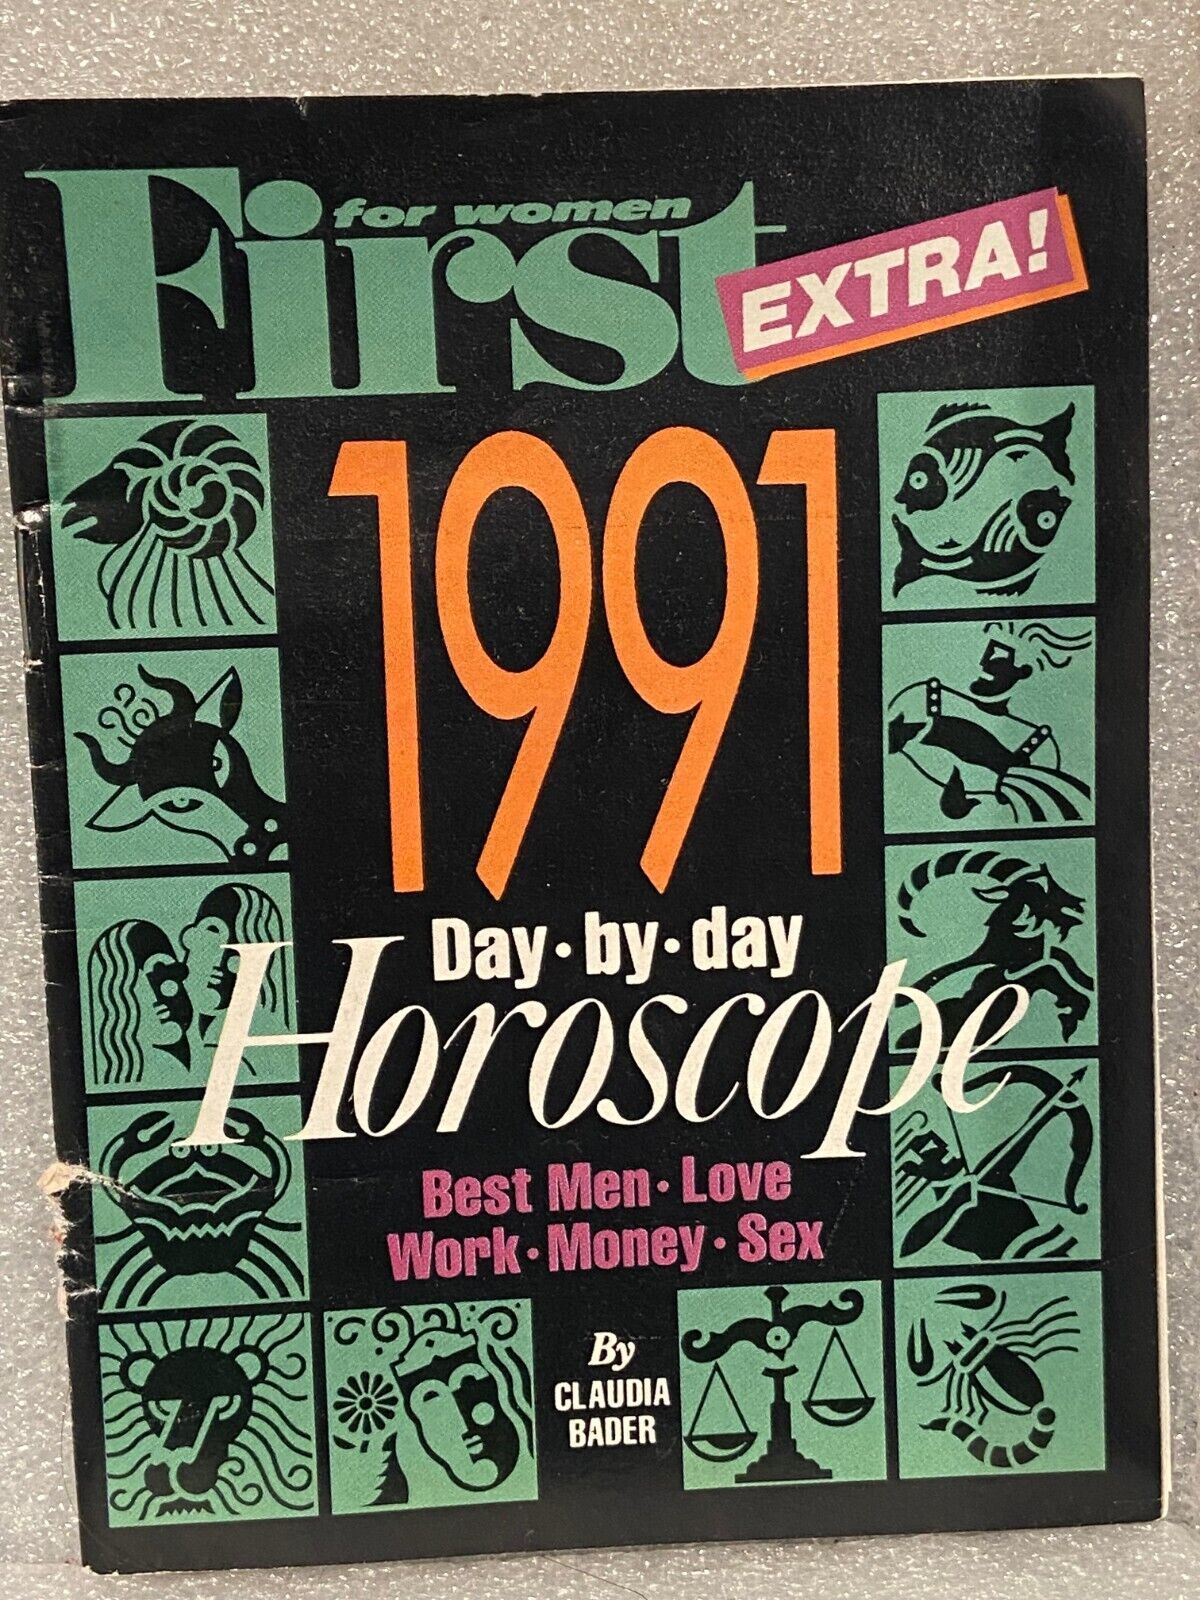 First
for women
EXTRA!
1991
Day·by·day
Horoscope
Best Men·Love
Work·Money·Sex
By
CLAUDIA
BADER